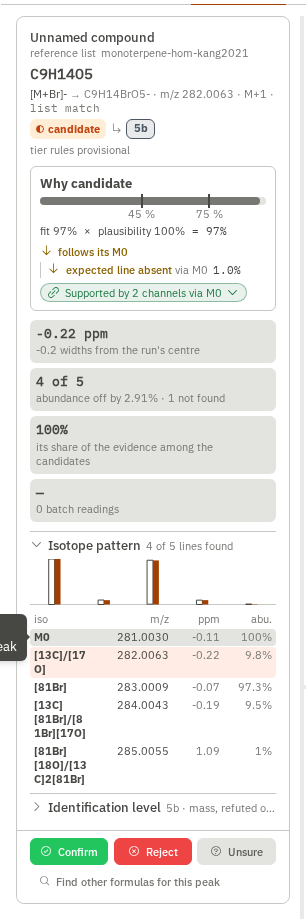 Unnamed compound
reference list monoterpene-hom-kang2021
C9H14O5
[M+Br]- → C9H14BrO5- · m/z 282.0063 · M+1 ·
list match
candidate 5b
tier rules provisional
Why candidate
45 % 75 %
fit 97% × plausibility 100% = 97%
↓ follows its M0
↓ expected line absent via M0 1.0%
Supported by 2 channels via M0
-0.22 ppm
-0.2 widths from the run's centre
4 of 5
abundance off by 2.91% · 1 not found
100%
its share of the evidence among the
candidates
—
0 batch readings
Isotope pattern 4 of 5 lines found
iso m/z ppm abu.
eak
M0 281.0030 -0.11 100%
[13C]/[17 282.0063 -0.22 9.8%
O]
[81Br] 283.0009 -0.07 97.3%
[13C] 284.0043 -0.19 9.5%
[81Br]/[8
1Br][17O]
[81Br] 285.0055 1.09 1%
[18O]/[13
C]2[81Br]
Identification level 5b · mass, refuted o...
Confirm Reject Unsure
Find other formulas for this peak